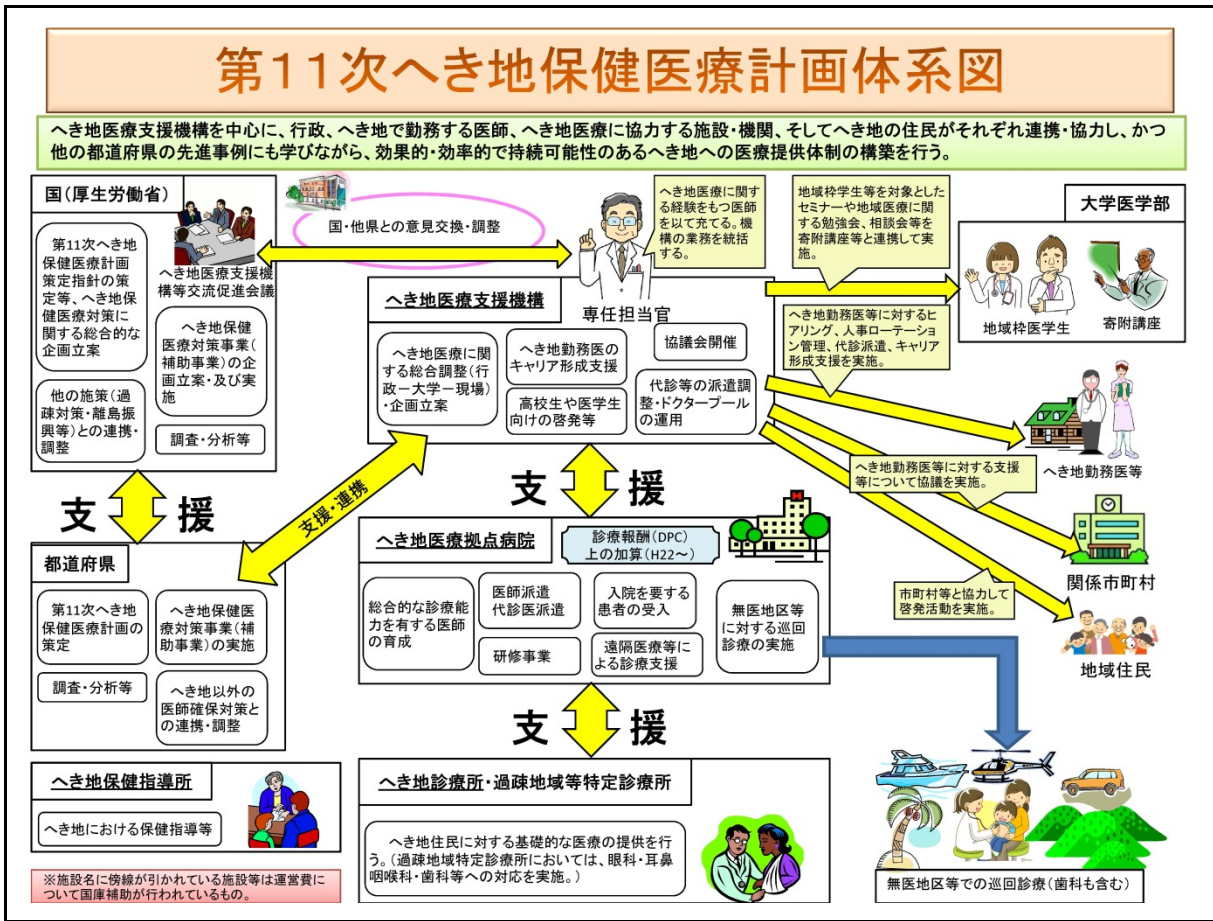 第11次へき地保健医療計画体系図
へき地医療支援機構を中心に、行政、へき地で勤務する医師、へき地医療に協力する施設・機関、そしてへき地の住民がそれぞれ連携・協力し、かつ
他の都道府県の先進事例にも学びながら、効果的・効率的で持続可能性のあるへき地への医療提供体制の構築を行う。
国(厚生労働省)
第11次へき地
保健医療計画
策定指針の策
定等、へき地保
健医療対策に
関する総合的な
企画立案
他の施策(過
疎対策・離島振
興等)との連携・
調整
へき地医療支援機
構等交流促進会議
へき地保健
医療対策事業
(補助事業)の企
画立案・及び実
施
調査・分析等
国・他県との意見交換・調整
専任担当官
へき地医療に関す
る経験をもつ医師
を以て充てる。機
構の業務を統括
する。
地域枠学生等を対象とした
セミナーや地域医療に関
する勉強会、相談会等を
寄附講座等と連携して実
施。
大学医学部
地域枠医学生
寄附講座
へき地医療支援機構
へき地医療に関
する総合調整(行
政－大学－現場)
・企画立案
へき地勤務医の
キャリア形成支援
高校生や医学生
向けの啓発等
協議会開催
代診等の派遣調
整・ドクタープール
の運用
へき地勤務医等に対するヒ
アリング、人事ローテーショ
ン管理、代診派遣、キャリア
形成支援を実施。
へき地勤務医等
へき地勤務医等に対する支援
等について協議を実施。
関係市町村
市町村等と協力して
啓発活動を実施。
地域住民
支 援
支援・連携
支 援
都道府県
第11次へき地
保健医療計画の
策定
調査・分析等
へき地保健医
療対策事業(補
助事業)の実施
へき地以外の
医師確保対策と
の連携・調整
へき地医療拠点病院
診療報酬(DPC)
上の加算(H22～)
H
総合的な診療能
力を有する医師
の育成
医師派遣
代診医派遣
研修事業
入院を要する
患者の受入
遠隔医療等に
よる診療支援
無医地区等
に対する巡回
診療の実施
支 援
へき地保健指導所
へき地における保健指導等
※施設名に傍線が引かれている施設等は運営費に
ついて国庫補助が行われているもの。
へき地診療所・過疎地域等特定診療所
へき地住民に対する基礎的な医療の提供を行
う。(過疎地域特定診療所においては、眼科・耳鼻
咽喉科・歯科等への対応を実施。)
無医地区等での巡回診療(歯科も含む)